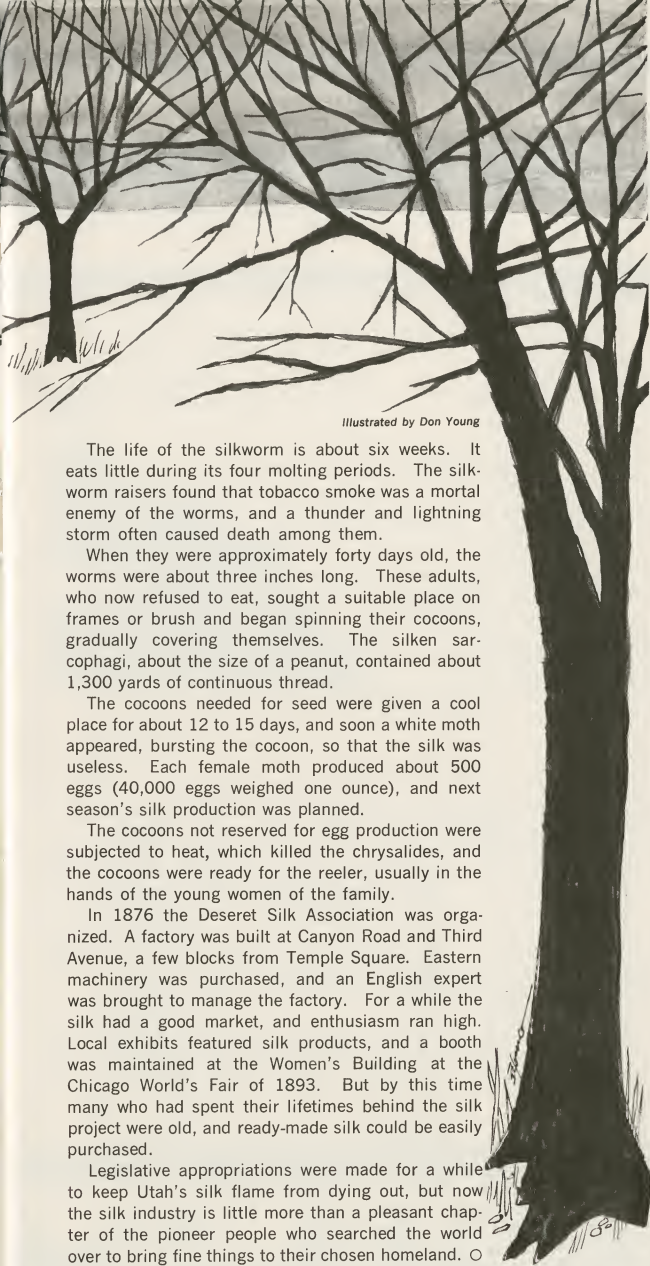 Illustrated by Don Young
The life of the silkworm is about six weeks. It
eats little during its four molting periods. The silk-
worm raisers found that tobacco smoke was a mortal
enemy of the worms, and a thunder and lightning
storm often caused death among them.
When they were approximately forty days old, the
worms were about three inches long. These adults,
who now refused to eat, sought a suitable place on
frames or brush and began spinning their cocoons,
gradually covering themselves. The silken sar-
cophagi, about the size of a peanut, contained about
1,300 yards of continuous thread.
The cocoons needed for seed were given a cool
place for about 12 to 15 days, and soon a white moth
appeared, bursting the cocoon, so that the silk was
useless. Each female moth produced about 500
eggs (40,000 eggs weighed one ounce), and next
season's silk production was planned.
The cocoons not reserved for egg production were
subjected to heat, which killed the chrysalides, and
the cocoons were ready for the reeler, usually in the
hands of the young women of the family.
In 1876 the Deseret Silk Association was orga-
nized. A factory was built at Canyon Road and Third
Avenue, a few blocks from Temple Square. Eastern
machinery was purchased, and an English expert
was brought to manage the factory. For a while the
silk had a good market, and enthusiasm ran high.
Local exhibits featured silk products, and a booth
was maintained at the Women's Building at the
Chicago World's Fair of 1893. But by this time
many who had spent their lifetimes behind the silk
project were old, and ready-made silk could be easily
purchased.
Legislative appropriations were made for a while
to keep Utah's silk flame from dying out, but now
the silk industry is little more than a pleasant chap-
ter of the pioneer people who searched the world
over to bring fine things to their chosen homeland. O